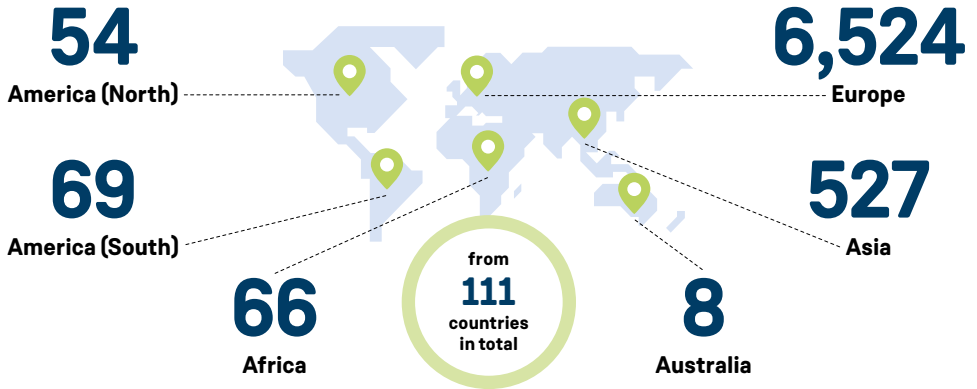 54
America (North)
6,524
Europe
69
America (South)
527
Asia
66
Africa
from
111
countries
in total
8
Australia